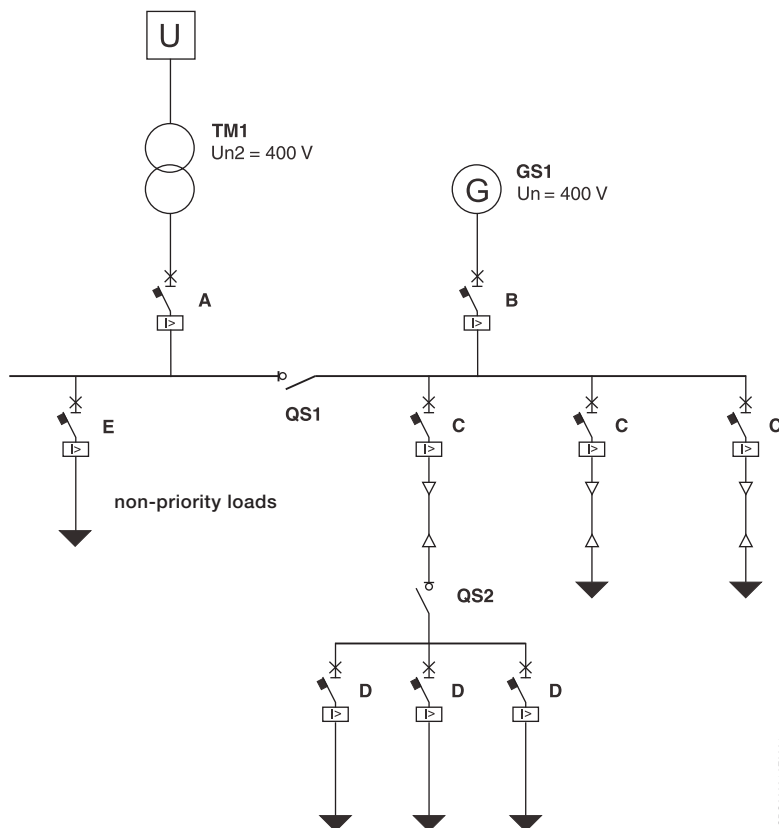 U
TM1
Un2 = 400 V
GS1
G
Un = 400 V
A
B
I>
I>
QS1
E
C
C
C
I>
I>
I>
I>
non-priority loads
QS2
D
D
D
I>
I>
I>